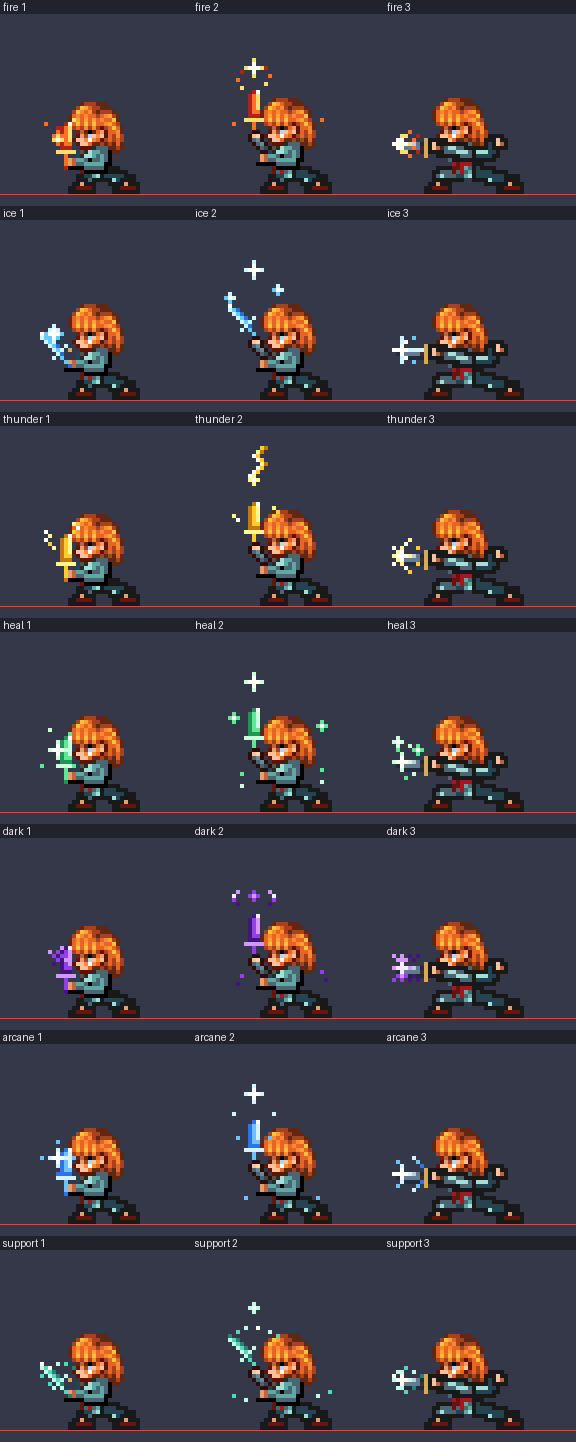 fire 1 fire 2 fire 3
ice 1 ice 2 ice 3
thunder 1 thunder 2 thunder 3
heal 1 heal 2 heal 3
dark 1 dark 2 dark 3
arcane 1 arcane 2 arcane 3
support 1 support 2 support 3